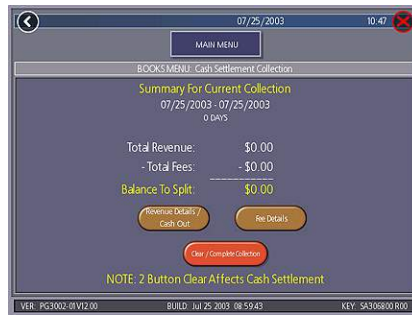 07/25/2003 10:47
MAIN MENU
BOOKS MENU: Cash Settlement Collection
Summary For Current Collection
07/25/2003 - 07/25/2003
0 DAYS
Total Revenue: $0.00
- Total Fees: - $0.00
Balance To Split: $0.00
Revenue Details / Cash Out
Fee Details
Clear / Complete Collection
NOTE: 2 Button Clear Affects Cash Settlement
VER: PG3002-01V12.00 BUILD: Jul 25 2003 08:59:43 KEY: SA306800 R00